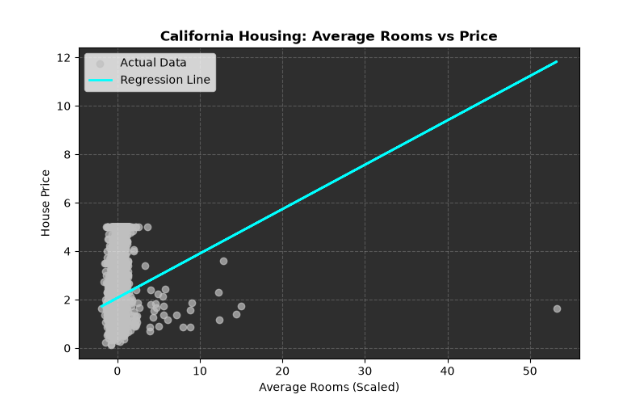 California Housing: Average Rooms vs Price
Actual Data
Regression Line
12
10
8
6
4
2
0
House Price
0 10 20 30 40 50
Average Rooms (Scaled)